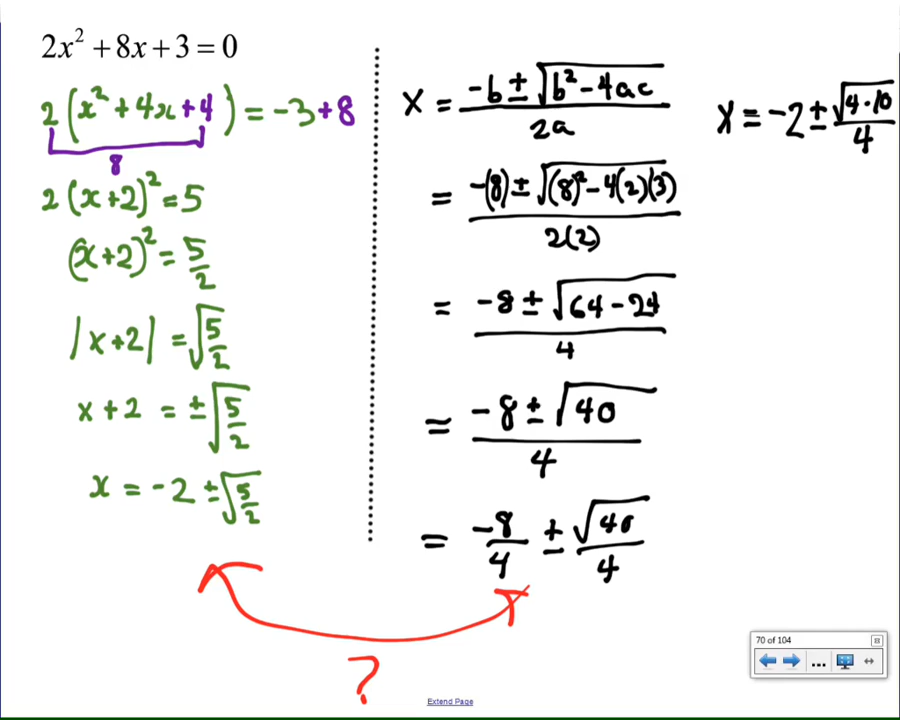 2x² + 8x + 3 = 0
2(x² + 4x + 4) = -3 + 8
8
2(x+2)² = 5
(x+2)² = 5/2
|x+2| = √(5/2)
x + 2 = ±√(5/2)
x = -2 ± √(5/2)
x = (-b ± √(b² - 4ac))/(2a)
= (-(8) ± √((8)² - 4(2)(3)))/(2(2))
= (-8 ± √(64 - 24))/4
= (-8 ± √40)/4
= -8/4 ± √40/4
x = -2 ± √(4·10)/4
?
70 of 104
...
Extend Page